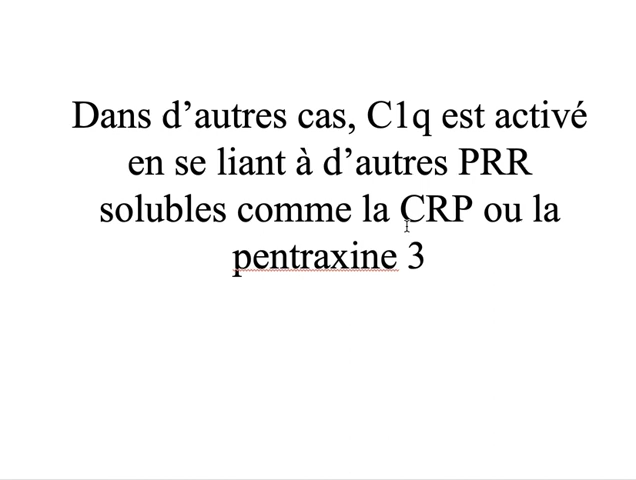 Dans d’autres cas, C1q est activé
en se liant à d’autres PRR
solubles comme la CRP ou la
pentraxine 3